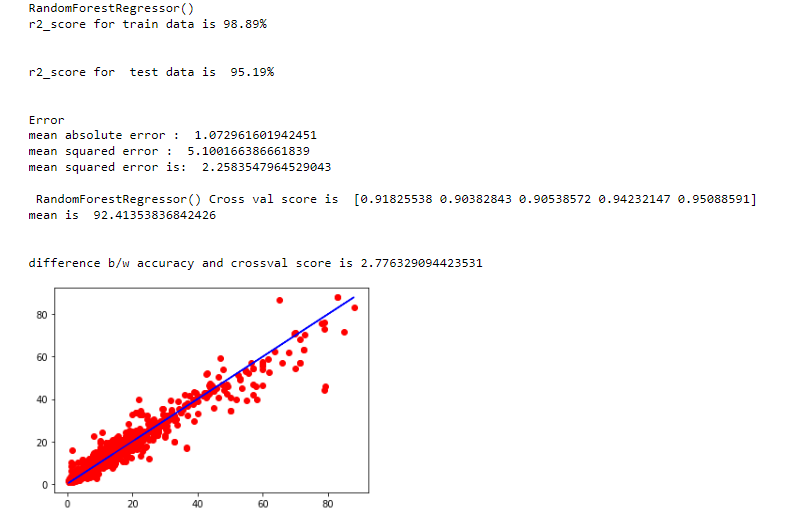 RandomForestRegressor()
r2_score for train data is 98.89%
r2_score for  test data is  95.19%
Error
mean absolute error :  1.072961601942451
mean squared error :  5.100166386661839
mean squared error is:  2.2583547964529043
RandomForestRegressor() Cross val score is  [0.91825538 0.90382843 0.90538572 0.94232147 0.95088591]
mean is  92.41353836842426
difference b/w accuracy and crossval score is 2.776329094423531
80
60
40
20
0
0 20 40 60 80